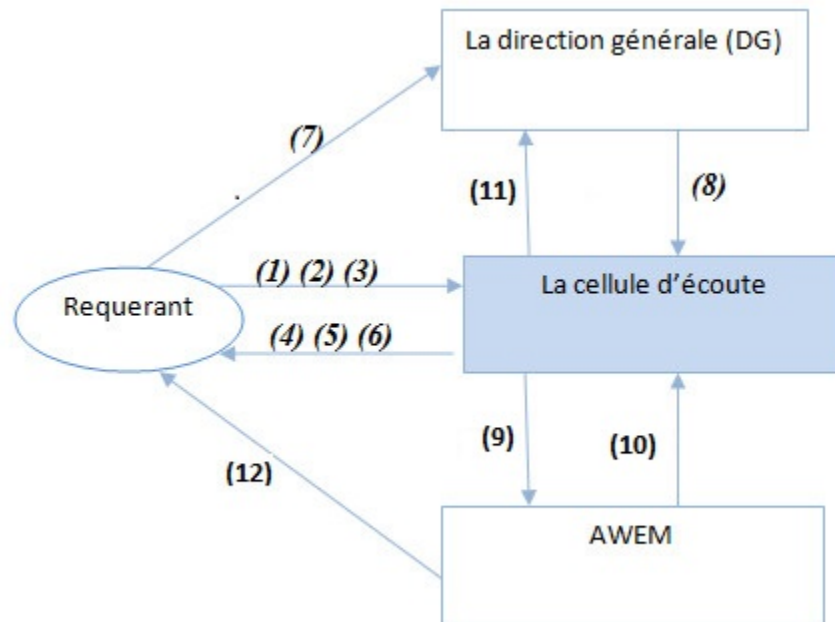 La direction générale (DG)
(7)
(11)
(8)
(1) (2) (3)
La cellule d'écoute
Requerant
(4) (5) (6)
(9)
(10)
(12)
AWEM